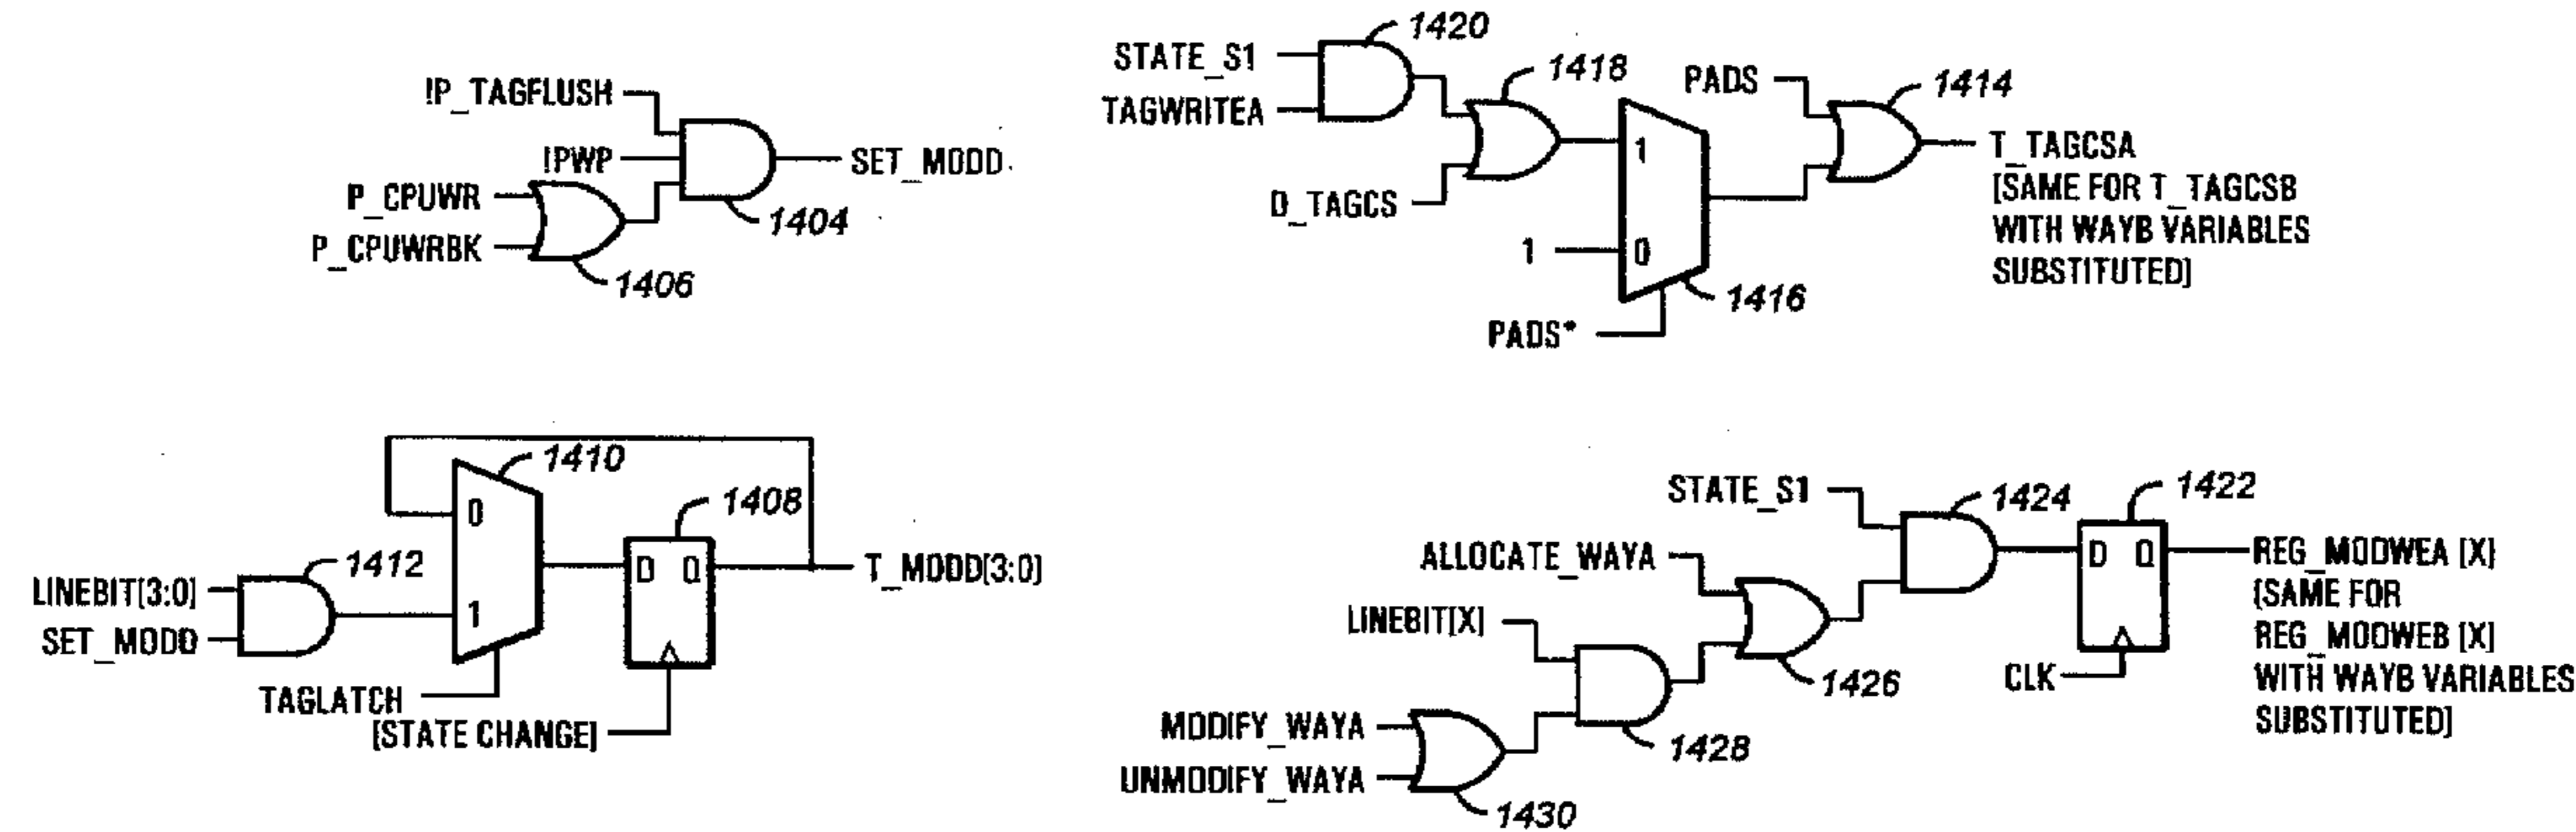 !P_TAGFLUSH
!PWP
P_CPUWR
P_CPUWRBK
SET_MODD
1404
1406
STATE_S1
TAGWRITEA
1420
1418
D_TAGCS
1
0
1
PADS*
1416
PADS
1414
T_TAGCSA
[SAME FOR T_TAGCSB
WITH WAYB VARIABLES
SUBSTITUTED]
1410
0
1
1408
D Q
1412
LINEBIT[3:0]
SET_MODD
TAGLATCH
[STATE CHANGE]
T_MODD[3:0]
STATE_S1
1424
1422
ALLOCATE_WAYA
LINEBIT[X]
D Q
CLK
REG_MODWEA [X]
[SAME FOR
REG_MODWEB [X]
WITH WAYB VARIABLES
SUBSTITUTED]
1426
MODIFY_WAYA
UNMODIFY_WAYA
1428
1430